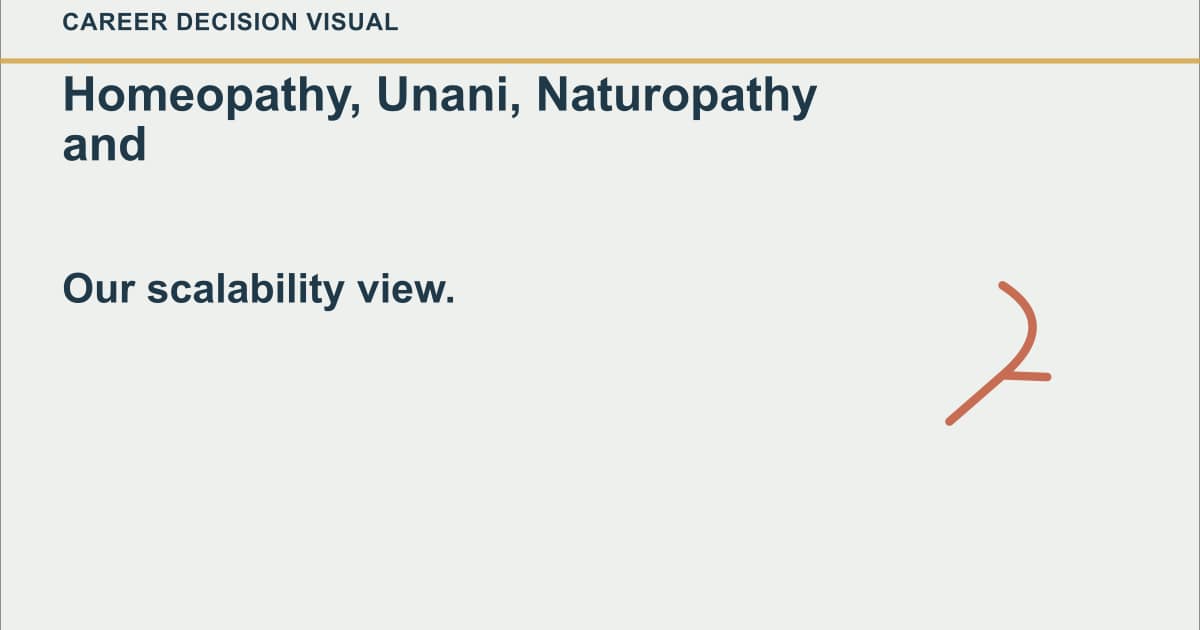 CAREER DECISION VISUAL
Homeopathy, Unani, Naturopathy
and
Our scalability view.